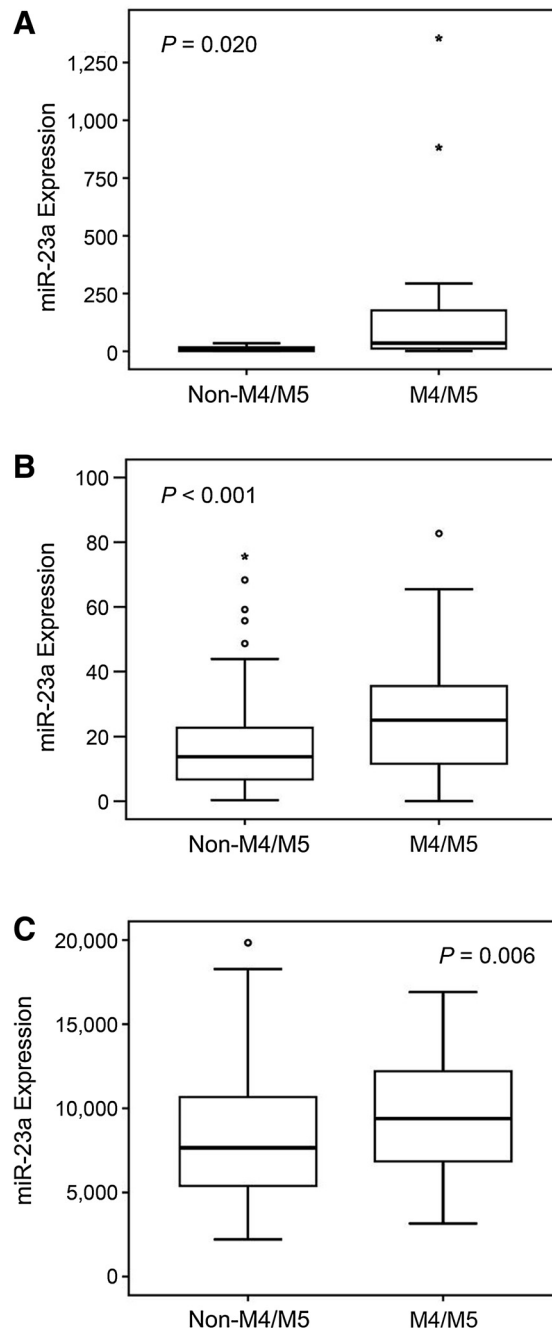 A
P = 0.020
1,250
1,000
750
500
250
0
miR-23a Expression
Non-M4/M5
M4/M5
B
P < 0.001
100
80
60
40
20
0
miR-23a Expression
Non-M4/M5
M4/M5
C
P = 0.006
20,000
15,000
10,000
5,000
0
miR-23a Expression
Non-M4/M5
M4/M5